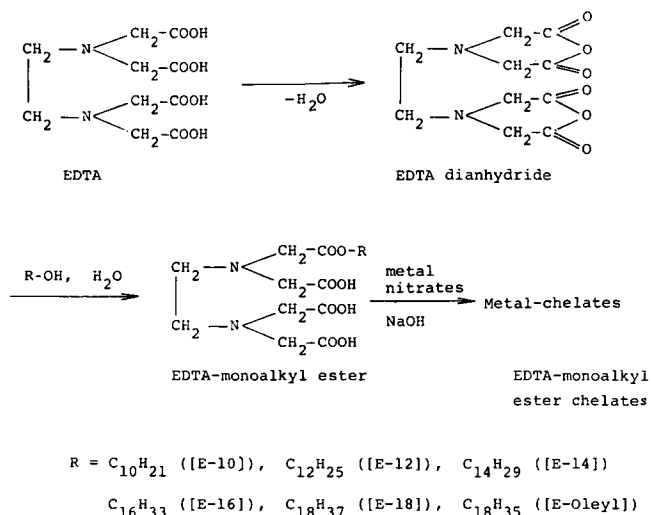 CH₂—COOH
CH₂—N
CH₂—COOH
CH₂—COOH
CH₂—N
CH₂—COOH
EDTA
−H₂O
CH₂—C=O
CH₂—N O
CH₂—C=O
CH₂—C=O
CH₂—N O
CH₂—C=O
EDTA dianhydride
R-OH, H₂O
CH₂—COO-R
CH₂—N
CH₂—COOH
CH₂—COOH
CH₂—N
CH₂—COOH
EDTA-monoalkyl ester
metal
nitrates
NaOH
Metal-chelates
EDTA-monoalkyl
ester chelates
R = C₁₀H₂₁ ([E-10]), C₁₂H₂₅ ([E-12]), C₁₄H₂₉ ([E-14])
C₁₆H₃₃ ([E-16]), C₁₈H₃₇ ([E-18]), C₁₈H₃₅ ([E-Oleyl])